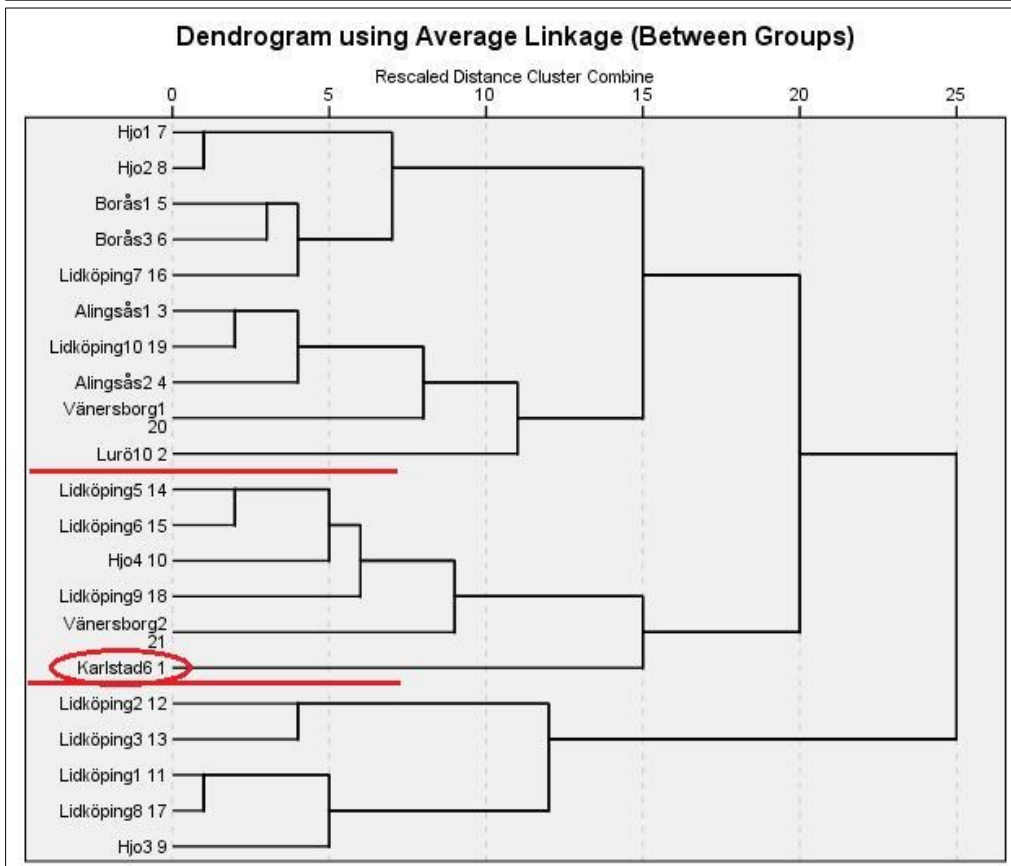 Dendrogram using Average Linkage (Between Groups)
Rescaled Distance Cluster Combine
0 5 10 15 20 25
Hjo1 7
Hjo2 8
Borås1 5
Borås3 6
Lidköping7 16
Alingsås1 3
Lidköping10 19
Alingsås2 4
Vänersborg1
20
Lurö10 2
Lidköping5 14
Lidköping6 15
Hjo4 10
Lidköping9 18
Vänersborg2
21
Karlstad6 1
Lidköping2 12
Lidköping3 13
Lidköping1 11
Lidköping8 17
Hjo3 9